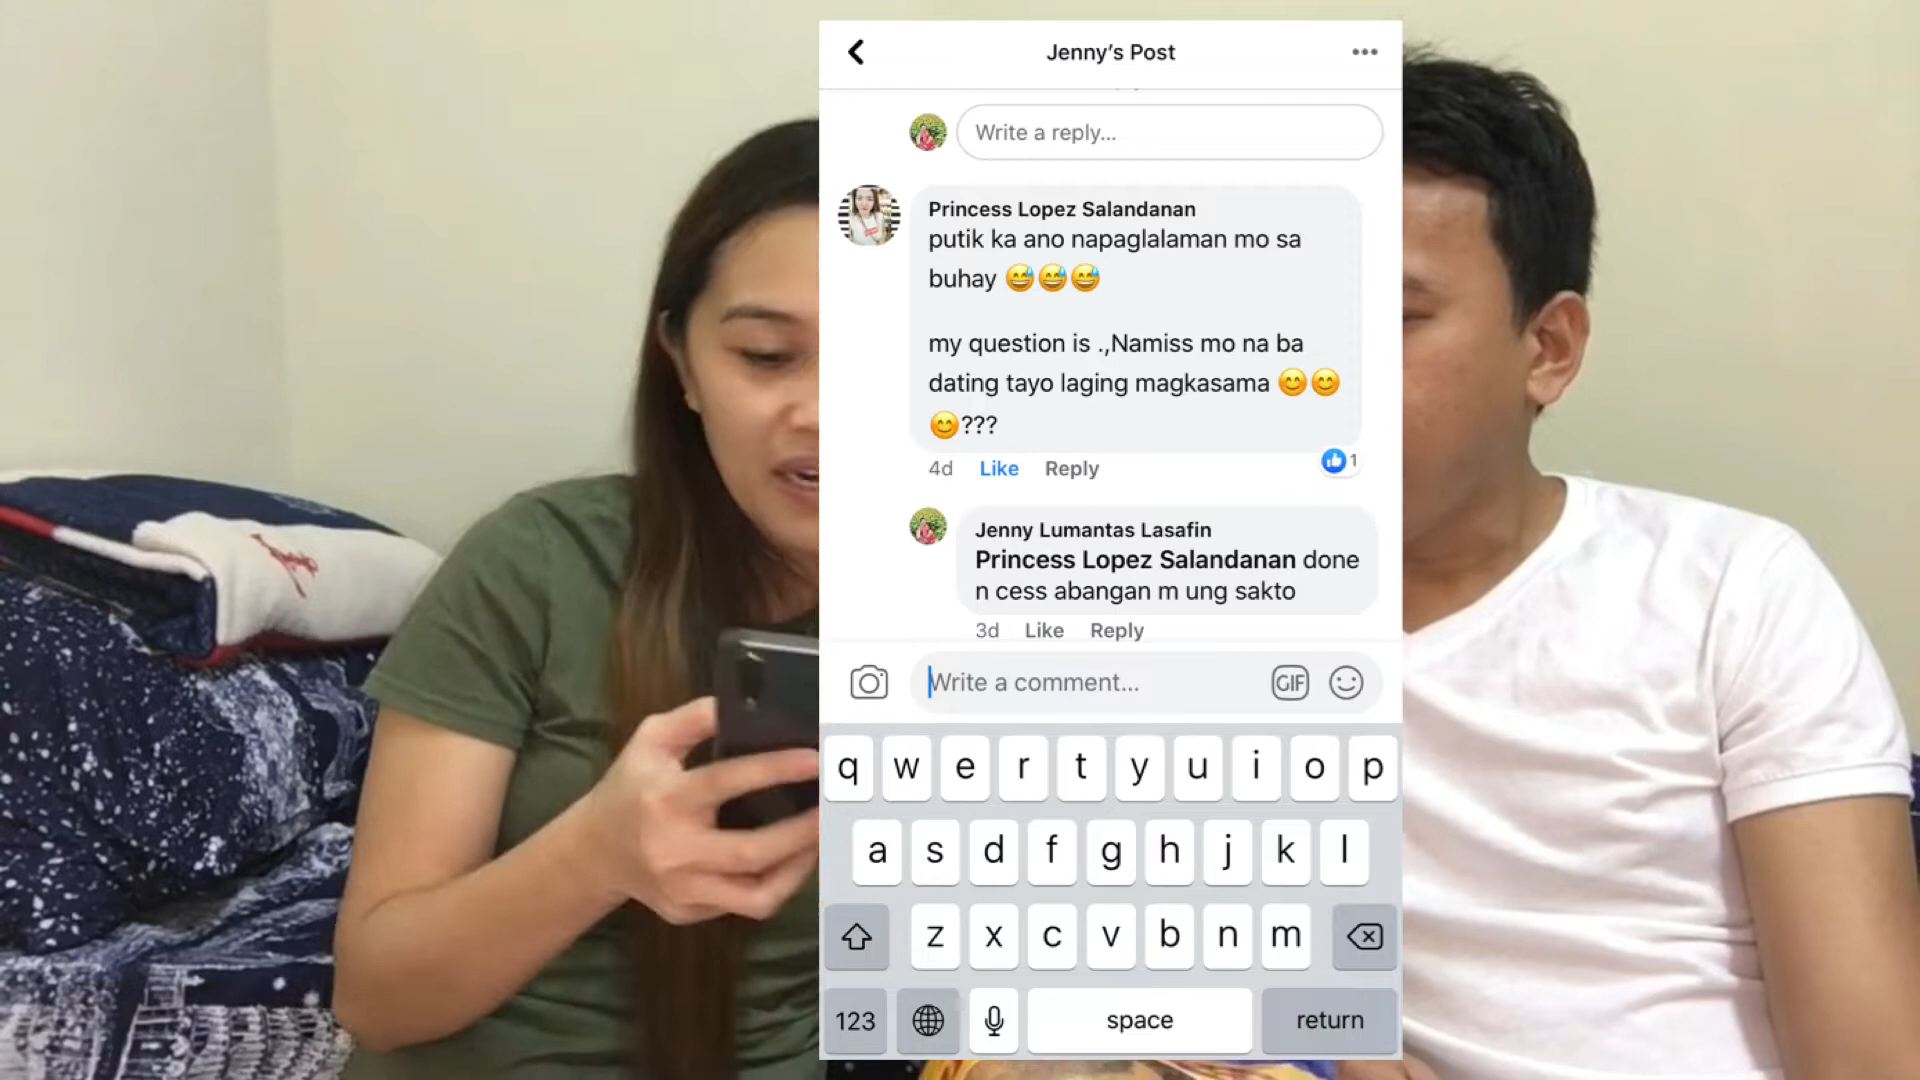 Jenny's Post
Write a reply...
Princess Lopez Salandanan
putik ka ano napaglalaman mo sa
buhay 😅😅😅
my question is .,Namiss mo na ba
dating tayo laging magkasama 😊😊
😊???
4d Like Reply
1
Jenny Lumantas Lasafin
Princess Lopez Salandanan done
n cess abangan m ung sakto
3d Like Reply
Write a comment...
GIF
q w e r t y u i o p
a s d f g h j k l
z x c v b n m
123
space
return